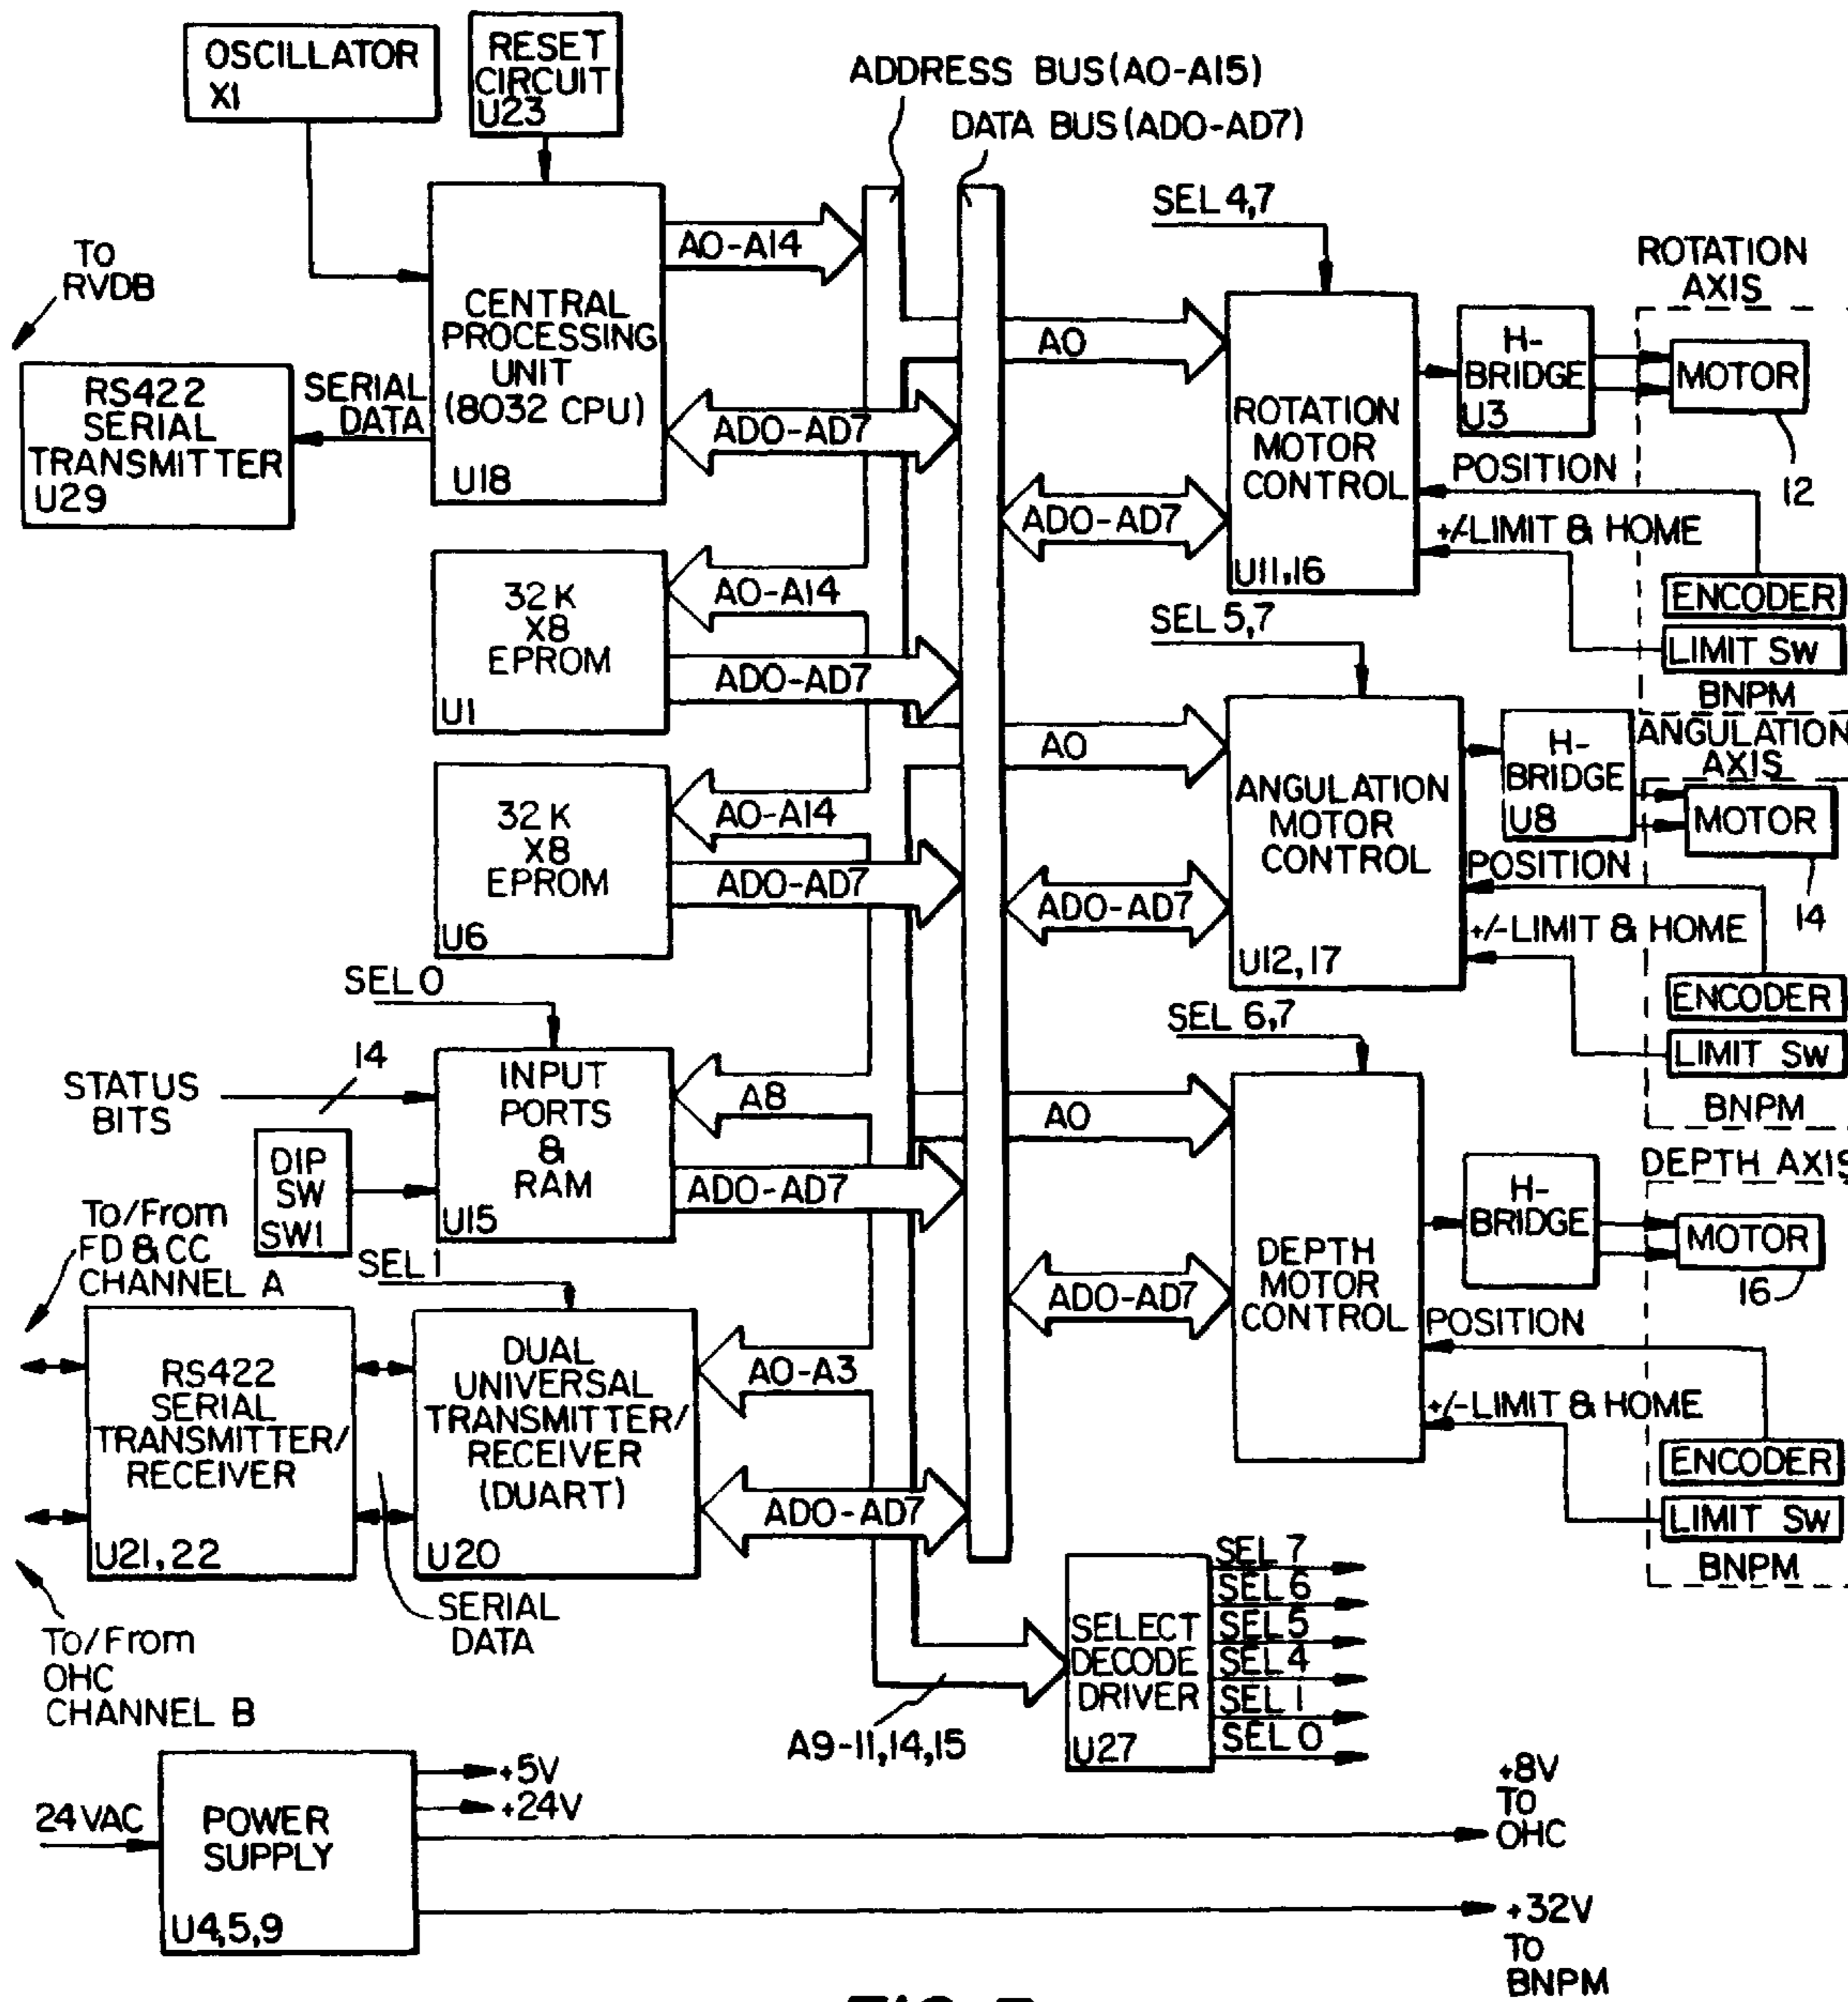 OSCILLATOR
X1
RESET
CIRCUIT
U23
ADDRESS BUS (A0-A15)
DATA BUS (AD0-AD7)
To
RVDB
RS422
SERIAL
TRANSMITTER
U29
SERIAL
DATA
CENTRAL
PROCESSING
UNIT
(8032 CPU)
U18
A0-A14
AD0-AD7
SEL 4,7
A0
ROTATION
MOTOR
CONTROL
U11,16
AD0-AD7
H-
BRIDGE
U3
ROTATION
AXIS
MOTOR
12
POSITION
+/-LIMIT & HOME
ENCODER
LIMIT SW
BNPM
32 K
X8
EPROM
U1
A0-A14
AD0-AD7
SEL 5,7
A0
ANGULATION
MOTOR
CONTROL
U12,17
AD0-AD7
H-
BRIDGE
U8
ANGULATION
AXIS
MOTOR
14
POSITION
+/-LIMIT & HOME
ENCODER
LIMIT SW
BNPM
32 K
X8
EPROM
U6
A0-A14
AD0-AD7
SEL 0
STATUS
BITS
14
DIP
SW
SW1
INPUT
PORTS
&
RAM
U15
A8
AD0-AD7
SEL 6,7
A0
DEPTH
MOTOR
CONTROL
AD0-AD7
H-
BRIDGE
DEPTH AXIS
MOTOR
16
POSITION
+/-LIMIT & HOME
ENCODER
LIMIT SW
BNPM
To/From
FD & CC
CHANNEL A
SEL 1
RS422
SERIAL
TRANSMITTER/
RECEIVER
U21,22
DUAL
UNIVERSAL
TRANSMITTER/
RECEIVER
(DUART)
U20
A0-A3
AD0-AD7
SERIAL
DATA
To/From
OHC
CHANNEL B
A9-11,14,15
SELECT
DECODE
DRIVER
U27
SEL 7
SEL 6
SEL 5
SEL 4
SEL 1
SEL 0
24VAC
POWER
SUPPLY
U4,5,9
+5V
+24V
+8V
To
OHC
+32V
To
BNPM